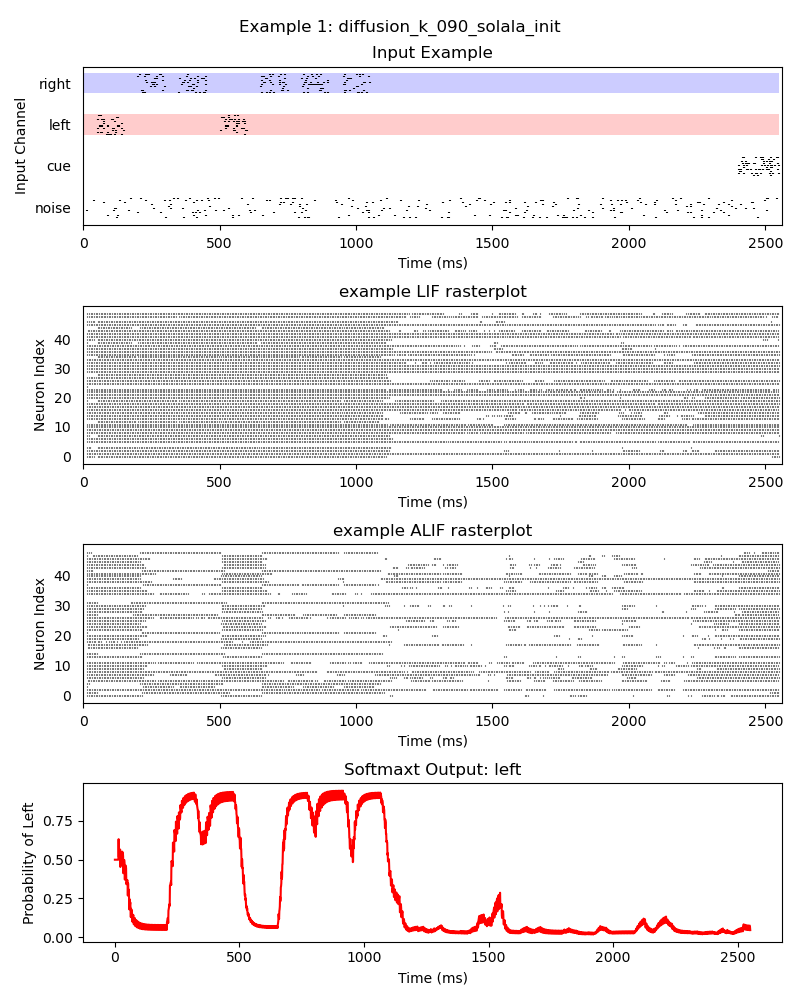 Example 1: diffusion_k_090_solala_init
Input Example
Input Channel
right
left
cue
noise
0 500 1000 1500 2000 2500
Time (ms)
example LIF rasterplot
Neuron Index
40
30
20
10
0
0 500 1000 1500 2000 2500
Time (ms)
example ALIF rasterplot
Neuron Index
40
30
20
10
0
0 500 1000 1500 2000 2500
Time (ms)
Softmaxt Output: left
Probability of Left
0.75
0.50
0.25
0.00
0 500 1000 1500 2000 2500
Time (ms)